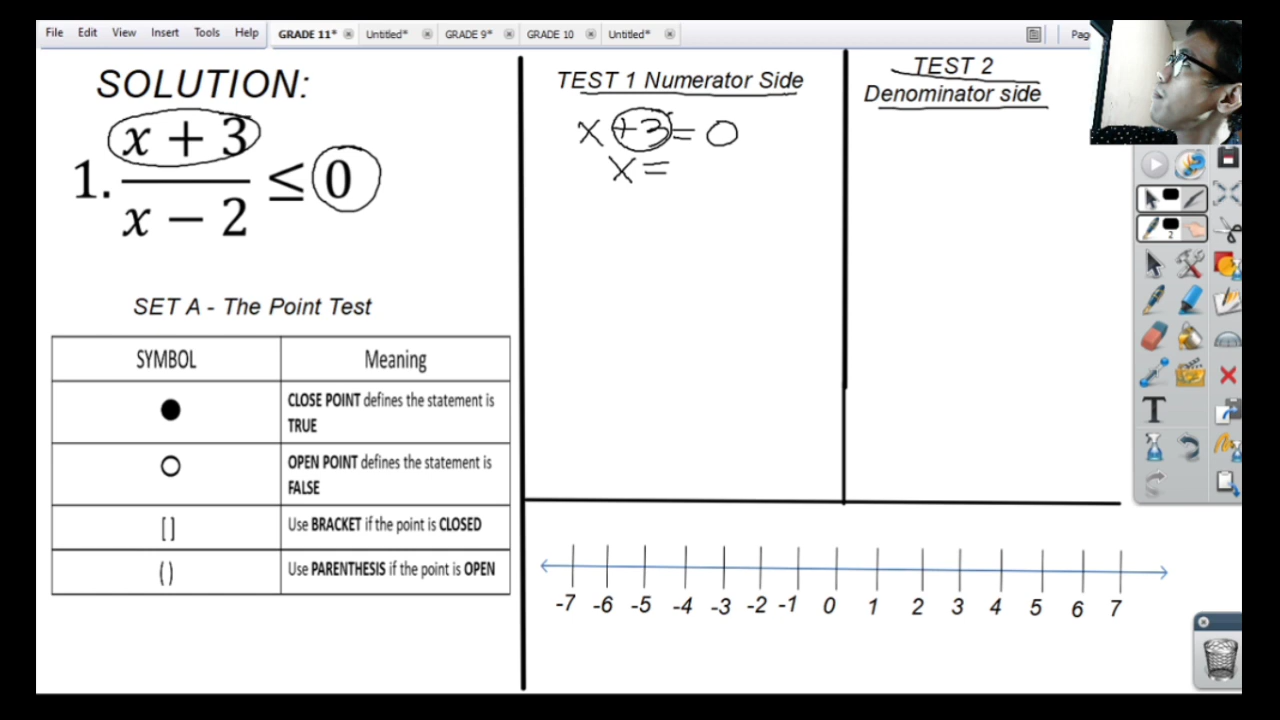 File Edit View Insert Tools Help GRADE 11* Untitled* GRADE 9* GRADE 10 Untitled*
SOLUTION:
1. x + 3 / x − 2 ≤ 0
SET A - The Point Test
SYMBOL Meaning
● CLOSE POINT defines the statement is
TRUE
○ OPEN POINT defines the statement is
FALSE
[ ] Use BRACKET if the point is CLOSED
( ) Use PARENTHESIS if the point is OPEN
TEST 1 Numerator Side
x + 3 = 0
x =
TEST 2
Denominator side
-7 -6 -5 -4 -3 -2 -1 0 1 2 3 4 5 6 7
T
2